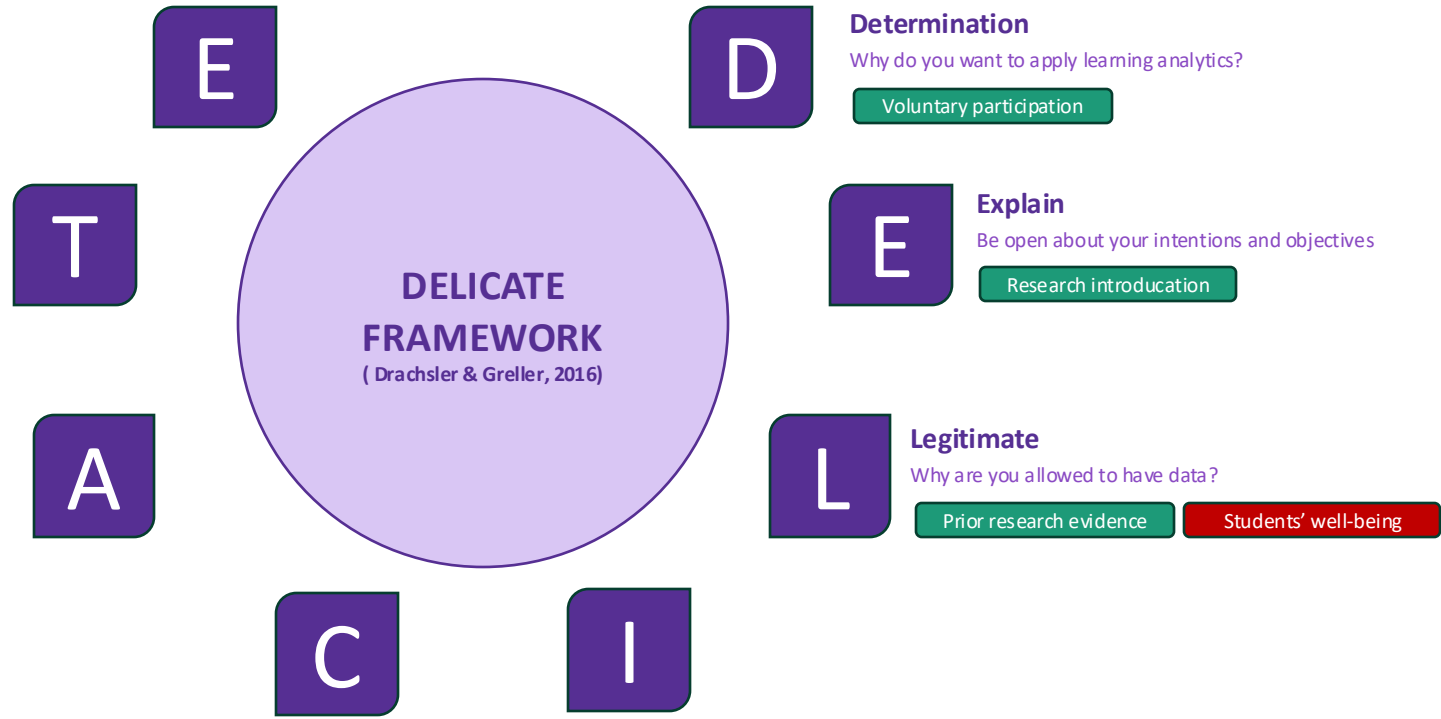 E
D
Determination
Why do you want to apply learning analytics?
Voluntary participation
T
E
Explain
Be open about your intentions and objectives
Research introducation
DELICATE
FRAMEWORK
( Drachsler & Greller, 2016)
A
L
Legitimate
Why are you allowed to have data?
Prior research evidence
Students’ well-being
C
I